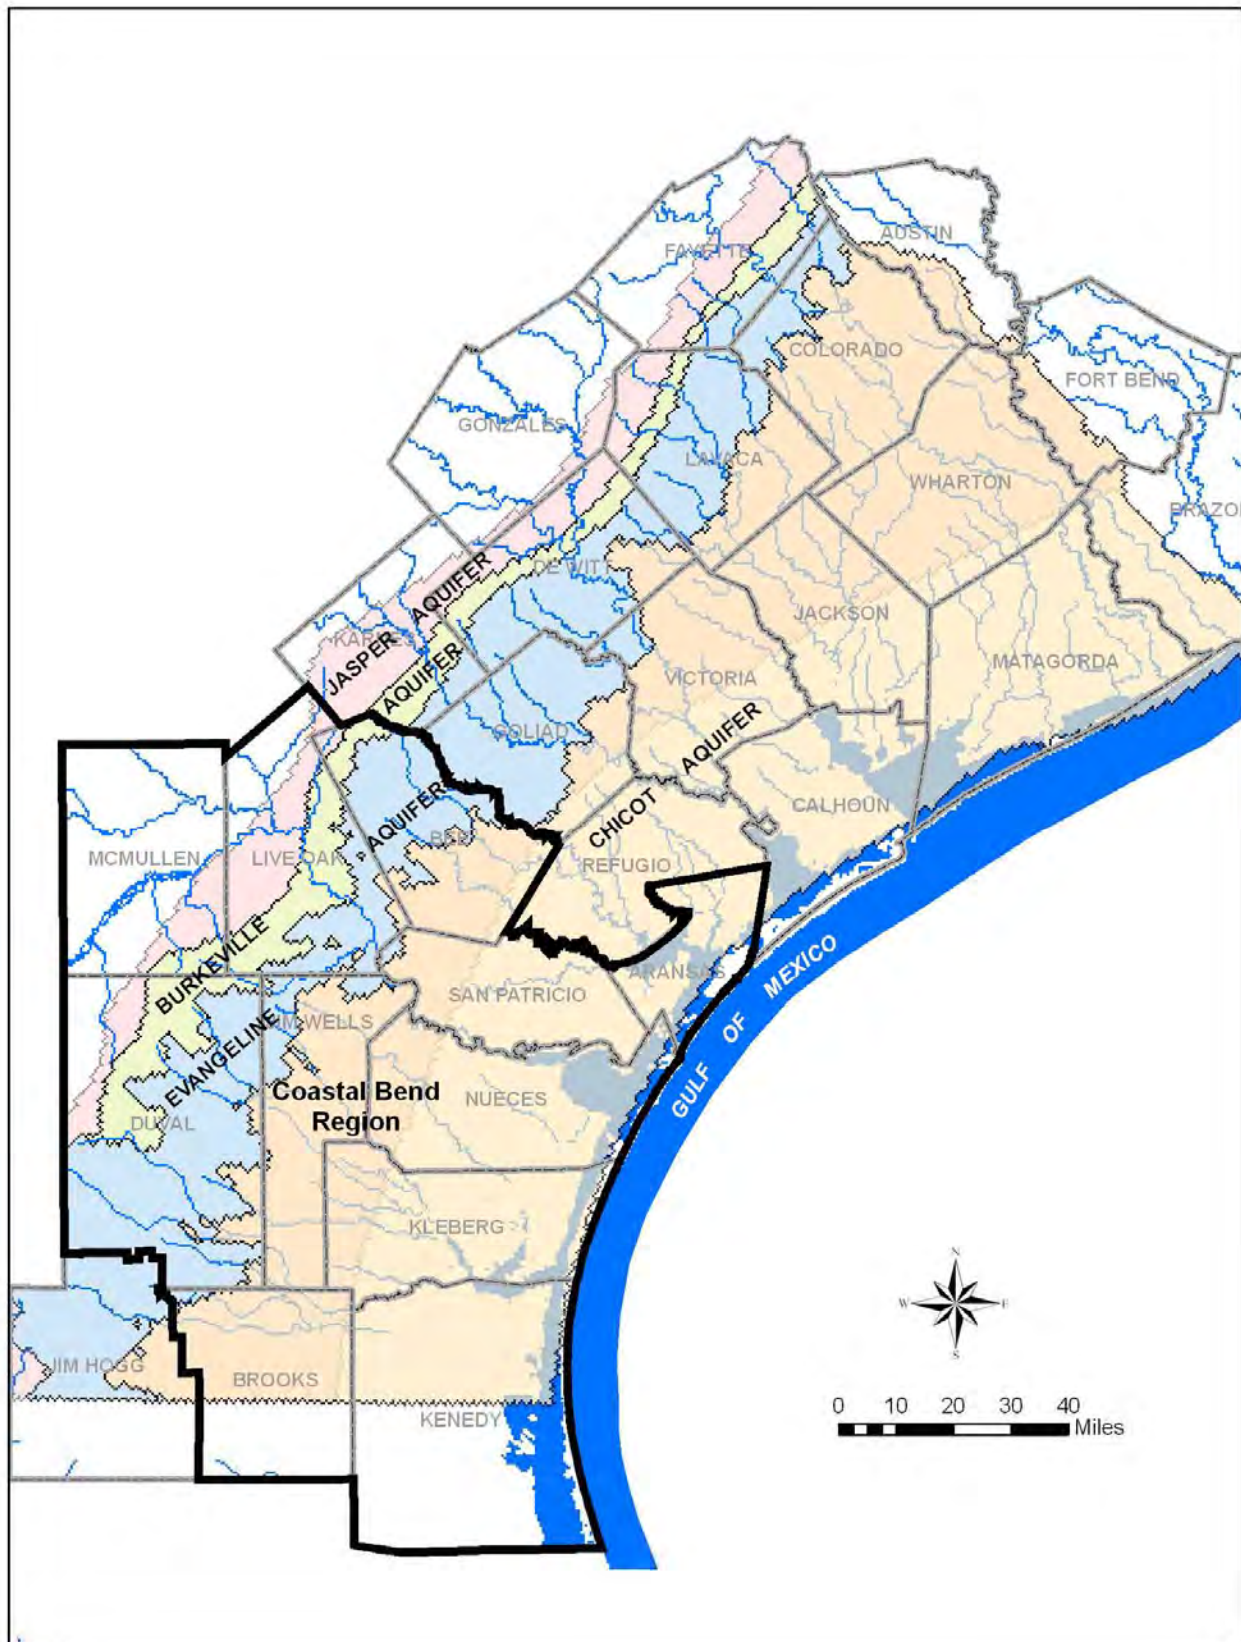 AUSTIN
FAYETTE
COLORADO
FORT BEND
GONZALES
LAVACA
WHARTON
BRAZOR
DE WITT
JASPER AQUIFER
KARNES
JACKSON
MATAGORDA
VICTORIA
BURKEVILLE AQUIFER
GOLIAD
CHICOT AQUIFER
CALHOUN
EVANGELINE AQUIFER
BEE
MCMULLEN
LIVE OAK
REFUGIO
ARANSAS
GULF OF MEXICO
SAN PATRICIO
JIM WELLS
Coastal Bend
Region
NUECES
DUVAL
KLEBERG
N
W E
S
JIM HOGG
BROOKS
KENEDY
0 10 20 30 40
Miles